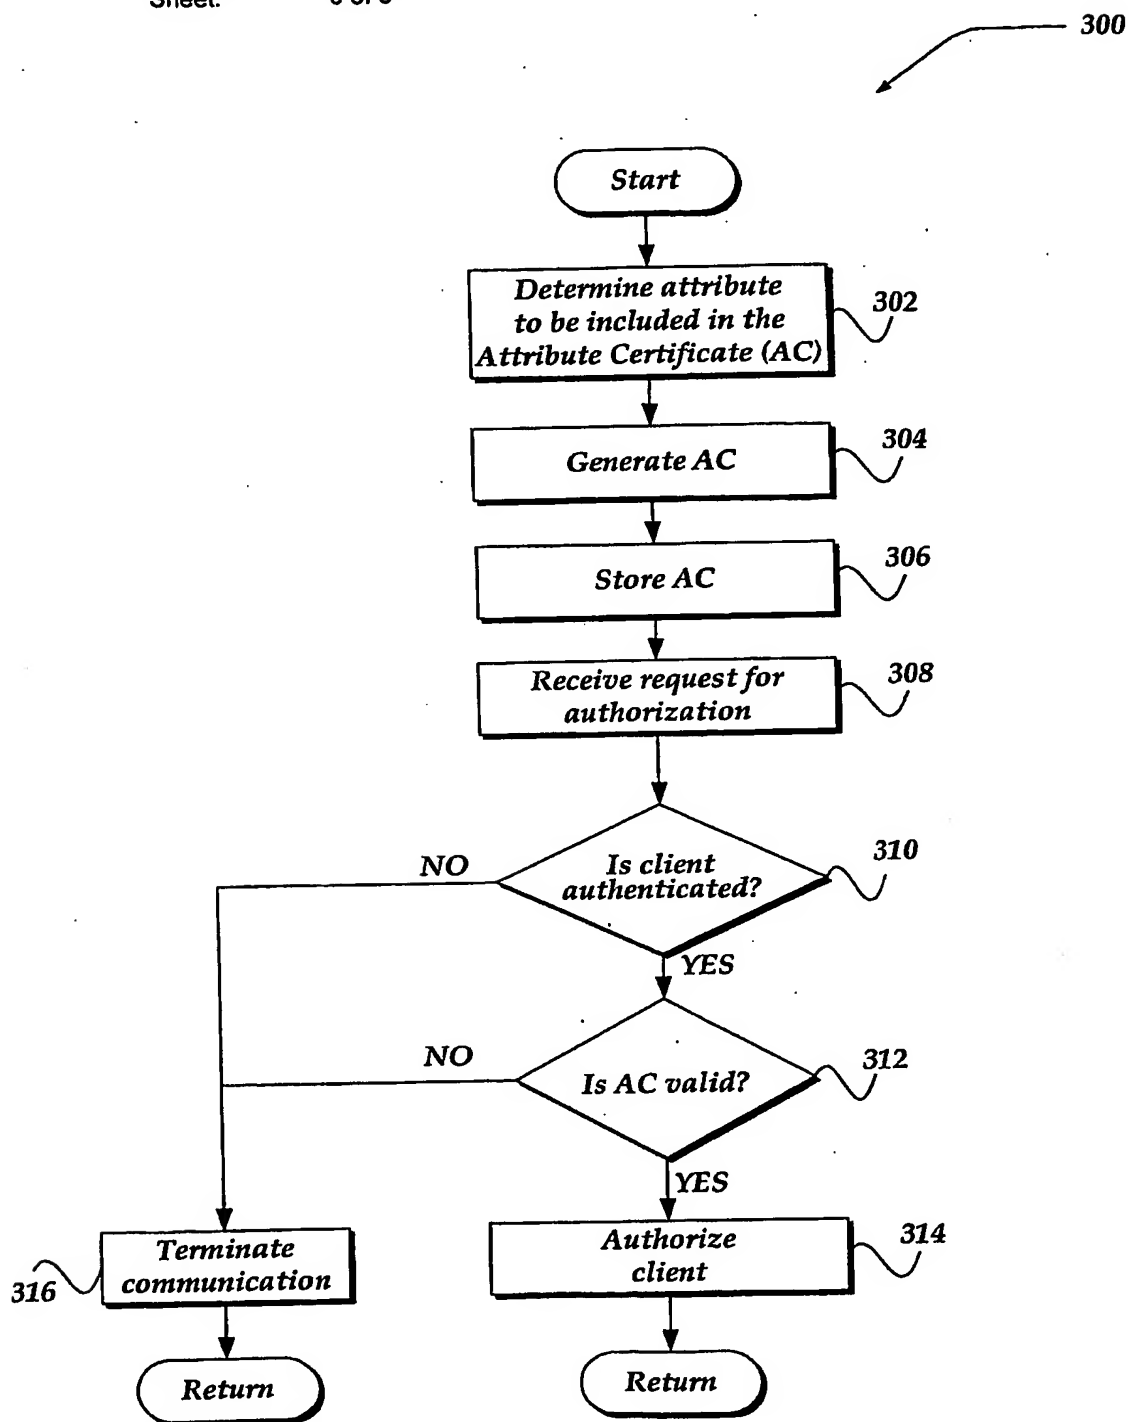 Sheet:
300
Start
Determine attribute
to be included in the
Attribute Certificate (AC)
302
Generate AC
304
Store AC
306
Receive request for
authorization
308
NO
Is client
authenticated?
310
YES
NO
Is AC valid?
312
YES
Terminate
communication
316
Authorize
client
314
Return
Return